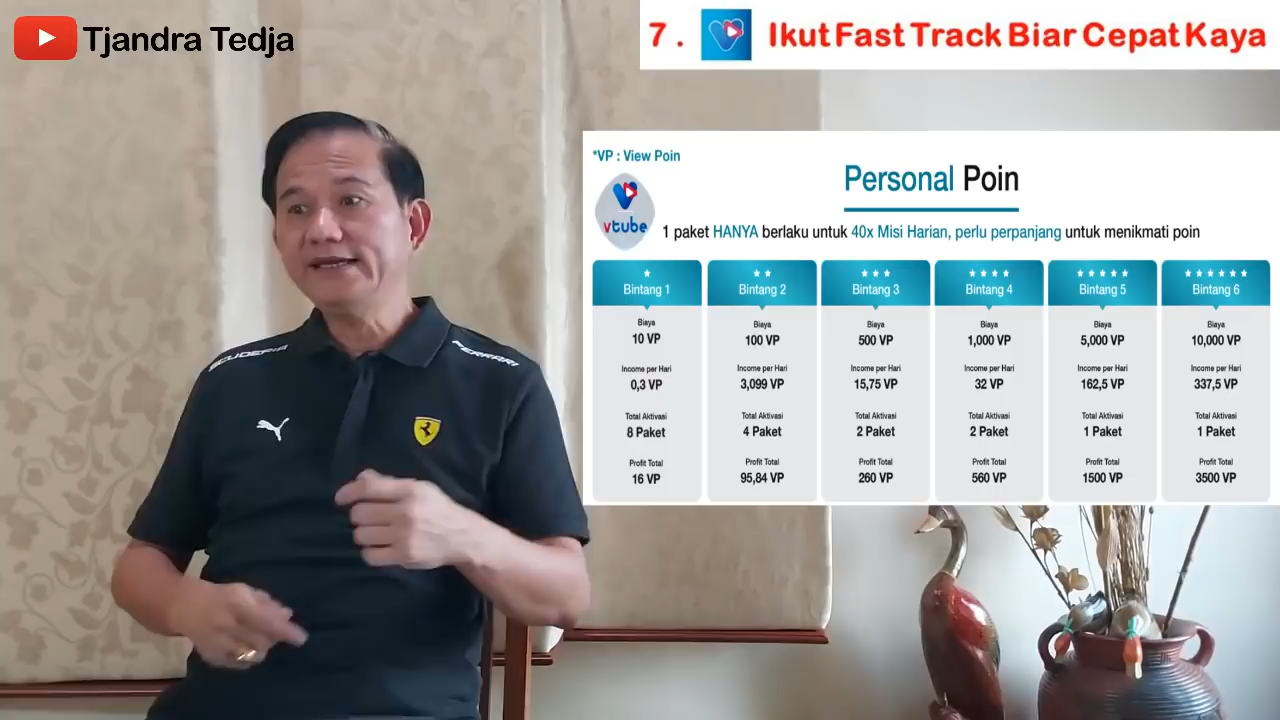 Tjandra Tedja
7 . Ikut Fast Track Biar Cepat Kaya
*VP : View Poin
Personal Poin
vtube
1 paket HANYA berlaku untuk 40x Misi Harian, perlu perpanjang untuk menikmati poin
Bintang 1 Bintang 2 Bintang 3 Bintang 4 Bintang 5 Bintang 6
Biaya Biaya Biaya Biaya Biaya Biaya
10 VP 100 VP 500 VP 1,000 VP 5,000 VP 10,000 VP
Income per Hari Income per Hari Income per Hari Income per Hari Income per Hari Income per Hari
0,3 VP 3,099 VP 15,75 VP 32 VP 162,5 VP 337,5 VP
Total Aktivasi Total Aktivasi Total Aktivasi Total Aktivasi Total Aktivasi Total Aktivasi
8 Paket 4 Paket 2 Paket 2 Paket 1 Paket 1 Paket
Profit Total Profit Total Profit Total Profit Total Profit Total Profit Total
16 VP 95,84 VP 260 VP 560 VP 1500 VP 3500 VP
SCUDERIA FERRARI